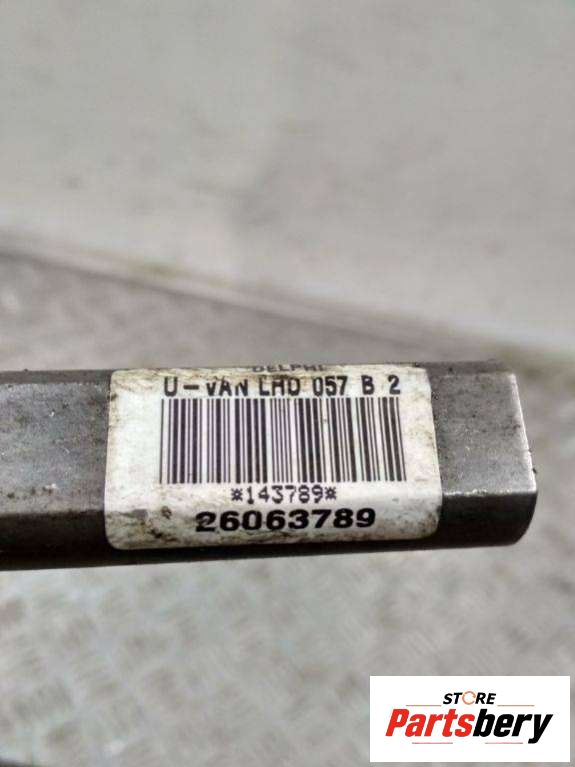 DELPHI
U-VAN LHD 057 B 2
*143789*
26063789
STORE
Partsbery